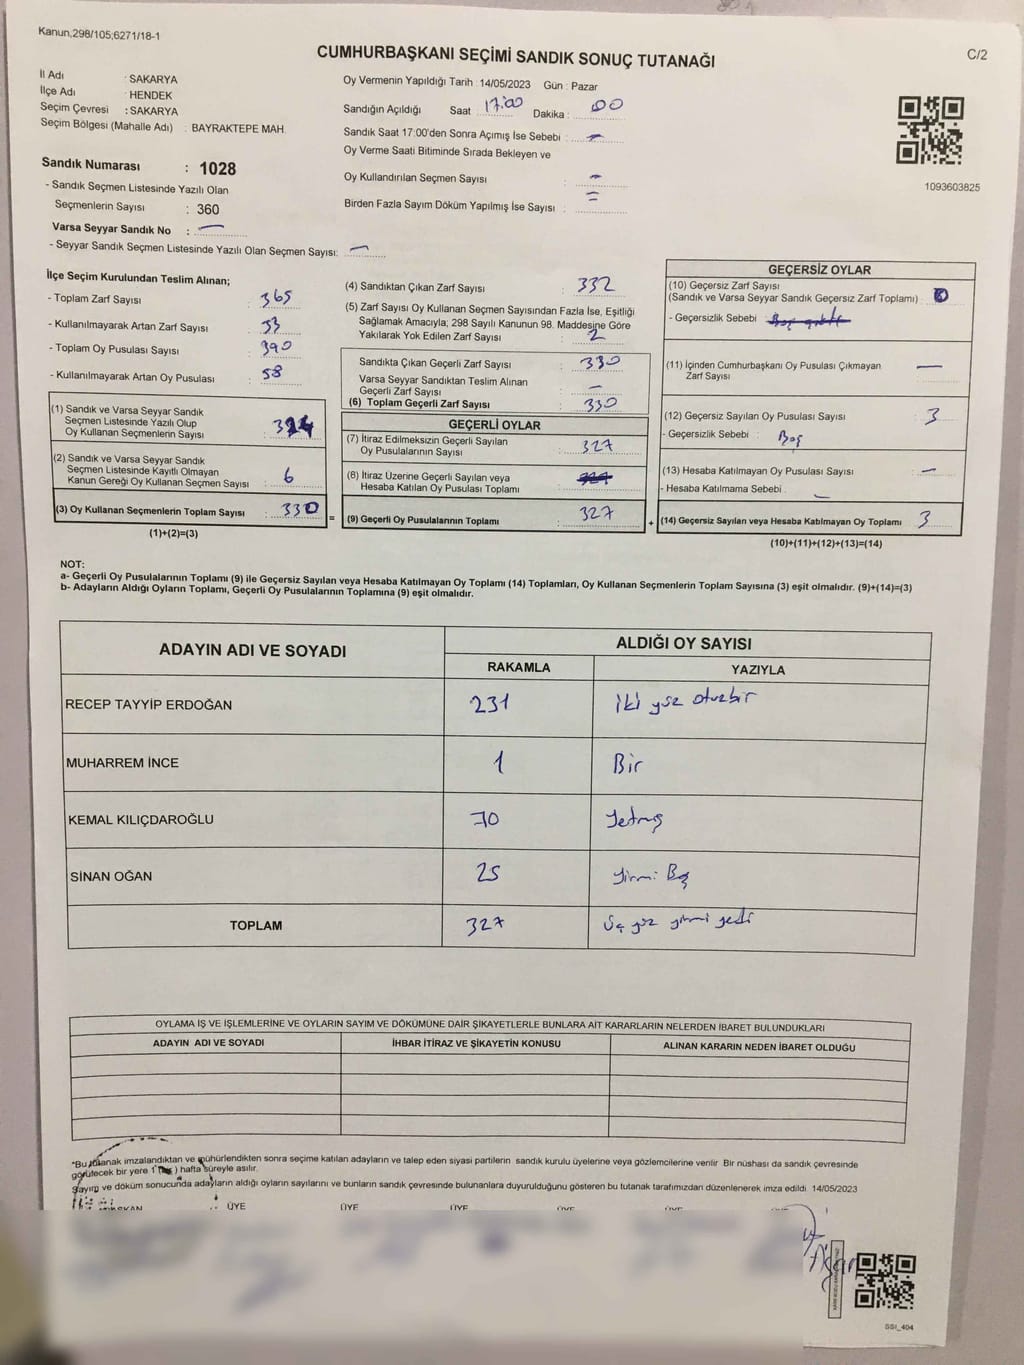 Kanun,298/105;6271/18-1
CUMHURBAŞKANI SEÇİMİ SANDIK SONUÇ TUTANAĞI
C/2
İl Adı : SAKARYA
İlçe Adı : HENDEK
Seçim Çevresi : SAKARYA
Seçim Bölgesi (Mahalle Adı) : BAYRAKTEPE MAH.
Sandık Numarası : 1028
- Sandık Seçmen Listesinde Yazılı Olan
Seçmenlerin Sayısı : 360
Varsa Seyyar Sandık No : —
- Seyyar Sandık Seçmen Listesinde Yazılı Olan Seçmen Sayısı: —
Oy Vermenin Yapıldığı Tarih : 14/05/2023 Gün : Pazar
Sandığın Açıldığı Saat 17:00 Dakika : 00
Sandık Saat 17:00'den Sonra Açımış İse Sebebi : —
Oy Verme Saati Bitiminde Sırada Bekleyen ve
Oy Kullandırılan Seçmen Sayısı : —
Birden Fazla Sayım Döküm Yapılmış İse Sayısı : =
1093603825
İlçe Seçim Kurulundan Teslim Alınan;
- Toplam Zarf Sayısı : 365
- Kullanılmayarak Artan Zarf Sayısı : 33
- Toplam Oy Pusulası Sayısı : 390
- Kullanılmayarak Artan Oy Pusulası : 58
(1) Sandık ve Varsa Seyyar Sandık
Seçmen Listesinde Yazılı Olup
Oy Kullanan Seçmenlerin Sayısı : 324
(2) Sandık ve Varsa Seyyar Sandık
Seçmen Listesinde Kayıtlı Olmayan
Kanun Gereği Oy Kullanan Seçmen Sayısı : 6
(3) Oy Kullanan Seçmenlerin Toplam Sayısı : 330
(1)+(2)=(3)
(4) Sandıktan Çıkan Zarf Sayısı : 332
(5) Zarf Sayısı Oy Kullanan Seçmen Sayısından Fazla İse, Eşitliği
Sağlamak Amacıyla; 298 Sayılı Kanunun 98. Maddesine Göre
Yakılarak Yok Edilen Zarf Sayısı : 2
Sandıkta Çıkan Geçerli Zarf Sayısı : 330
Varsa Seyyar Sandıktan Teslim Alınan
Geçerli Zarf Sayısı : —
(6) Toplam Geçerli Zarf Sayısı : 330
GEÇERLİ OYLAR
(7) İtiraz Edilmeksizin Geçerli Sayılan
Oy Pusulalarının Sayısı : 327
(8) İtiraz Üzerine Geçerli Sayılan veya
Hesaba Katılan Oy Pusulası Toplamı
(9) Geçerli Oy Pusulalarının Toplamı : 327
GEÇERSİZ OYLAR
(10) Geçersiz Zarf Sayısı
(Sandık ve Varsa Seyyar Sandık Geçersiz Zarf Toplamı) :
- Geçersizlik Sebebi :
(11) İçinden Cumhurbaşkanı Oy Pusulası Çıkmayan
Zarf Sayısı : —
(12) Geçersiz Sayılan Oy Pusulası Sayısı : 3
- Geçersizlik Sebebi : Boş
(13) Hesaba Katılmayan Oy Pusulası Sayısı : —
- Hesaba Katılmama Sebebi : —
(14) Geçersiz Sayılan veya Hesaba Katılmayan Oy Toplamı : 3
(10)+(11)+(12)+(13)=(14)
NOT:
a- Geçerli Oy Pusulalarının Toplamı (9) ile Geçersiz Sayılan veya Hesaba Katılmayan Oy Toplamı (14) Toplamları, Oy Kullanan Seçmenlerin Toplam Sayısına (3) eşit olmalıdır. (9)+(14)=(3)
b- Adayların Aldığı Oyların Toplamı, Geçerli Oy Pusulalarının Toplamına (9) eşit olmalıdır.
ADAYIN ADI VE SOYADI ALDIĞI OY SAYISI
RAKAMLA YAZIYLA
RECEP TAYYİP ERDOĞAN 231 İki yüz otuzbir
MUHARREM İNCE 1 Bir
KEMAL KILIÇDAROĞLU 70 Yetmiş
SİNAN OĞAN 25 Yirmi Beş
TOPLAM 327 Üç yüz yirmi yedi
OYLAMA İŞ VE İŞLEMLERİNE VE OYLARIN SAYIM VE DÖKÜMÜNE DAİR ŞİKAYETLERLE BUNLARA AİT KARARLARIN NELERDEN İBARET BULUNDUKLARI
ADAYIN ADI VE SOYADI İHBAR İTİRAZ VE ŞİKAYETİN KONUSU ALINAN KARARIN NEDEN İBARET OLDUĞU
*Bu tutanak imzalandıktan ve mühürlendikten sonra seçime katılan adayların ve talep eden siyasi partilerin sandık kurulu üyelerine veya gözlemcilerine verilir Bir nüshası da sandık çevresinde
görülecek bir yere 1 ) hafta süreyle asılır.
Sayım ve döküm sonucunda adayların aldığı oyların sayılarını ve bunların sandık çevresinde bulunanlara duyurulduğunu gösteren bu tutanak tarafımızdan düzenlenerek imza edildi 14/05/2023
ÜYE ÜYE ÜYE ÜYE ÜYE
SSI_404